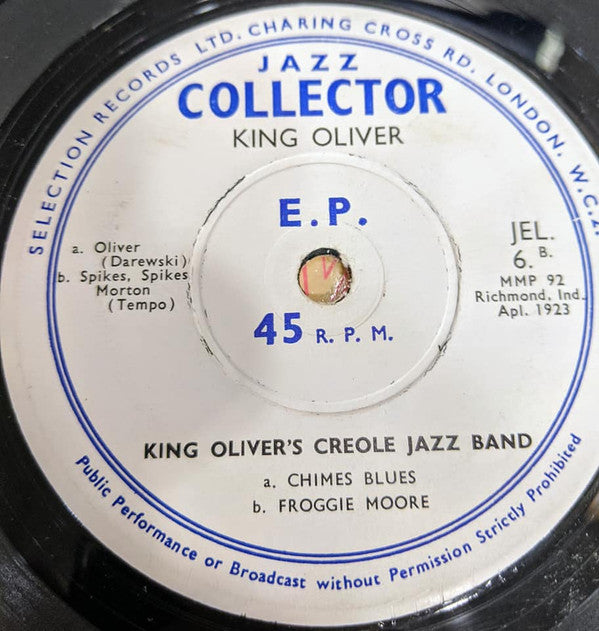 SELECTION RECORDS LTD. CHARING CROSS RD. LONDON. W.C.2.
JAZZ
COLLECTOR
KING OLIVER
E.P.
a. Oliver
(Darewski)
b. Spikes, Spikes
Morton
(Tempo)
JEL.
6. B.
MMP 92
Richmond, Ind.
Apl. 1923
45 R. P. M.
KING OLIVER'S CREOLE JAZZ BAND
a. CHIMES BLUES
b. FROGGIE MOORE
Public Performance or Broadcast without Permission Strictly Prohibited